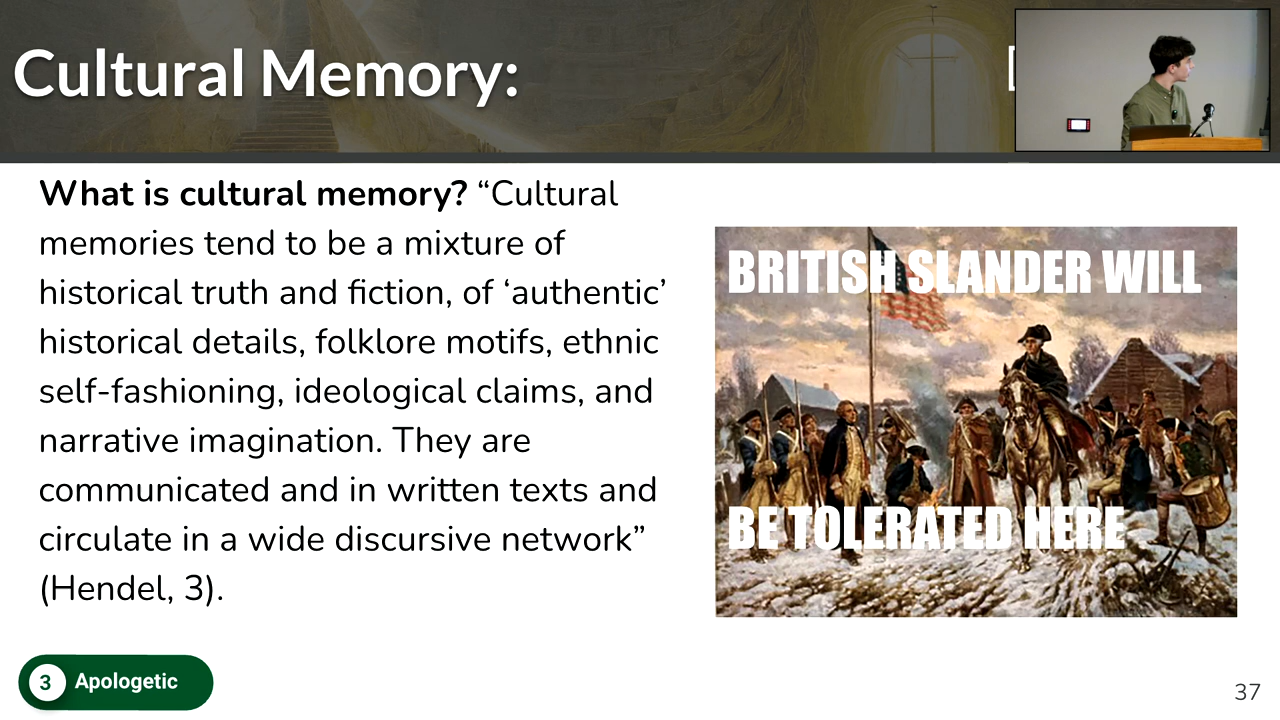 Cultural Memory:
What is cultural memory? “Cultural
memories tend to be a mixture of
historical truth and fiction, of ‘authentic’
historical details, folklore motifs, ethnic
self-fashioning, ideological claims, and
narrative imagination. They are
communicated and in written texts and
circulate in a wide discursive network”
(Hendel, 3).
BRITISH SLANDER WILL
BE TOLERATED HERE
3 Apologetic
37